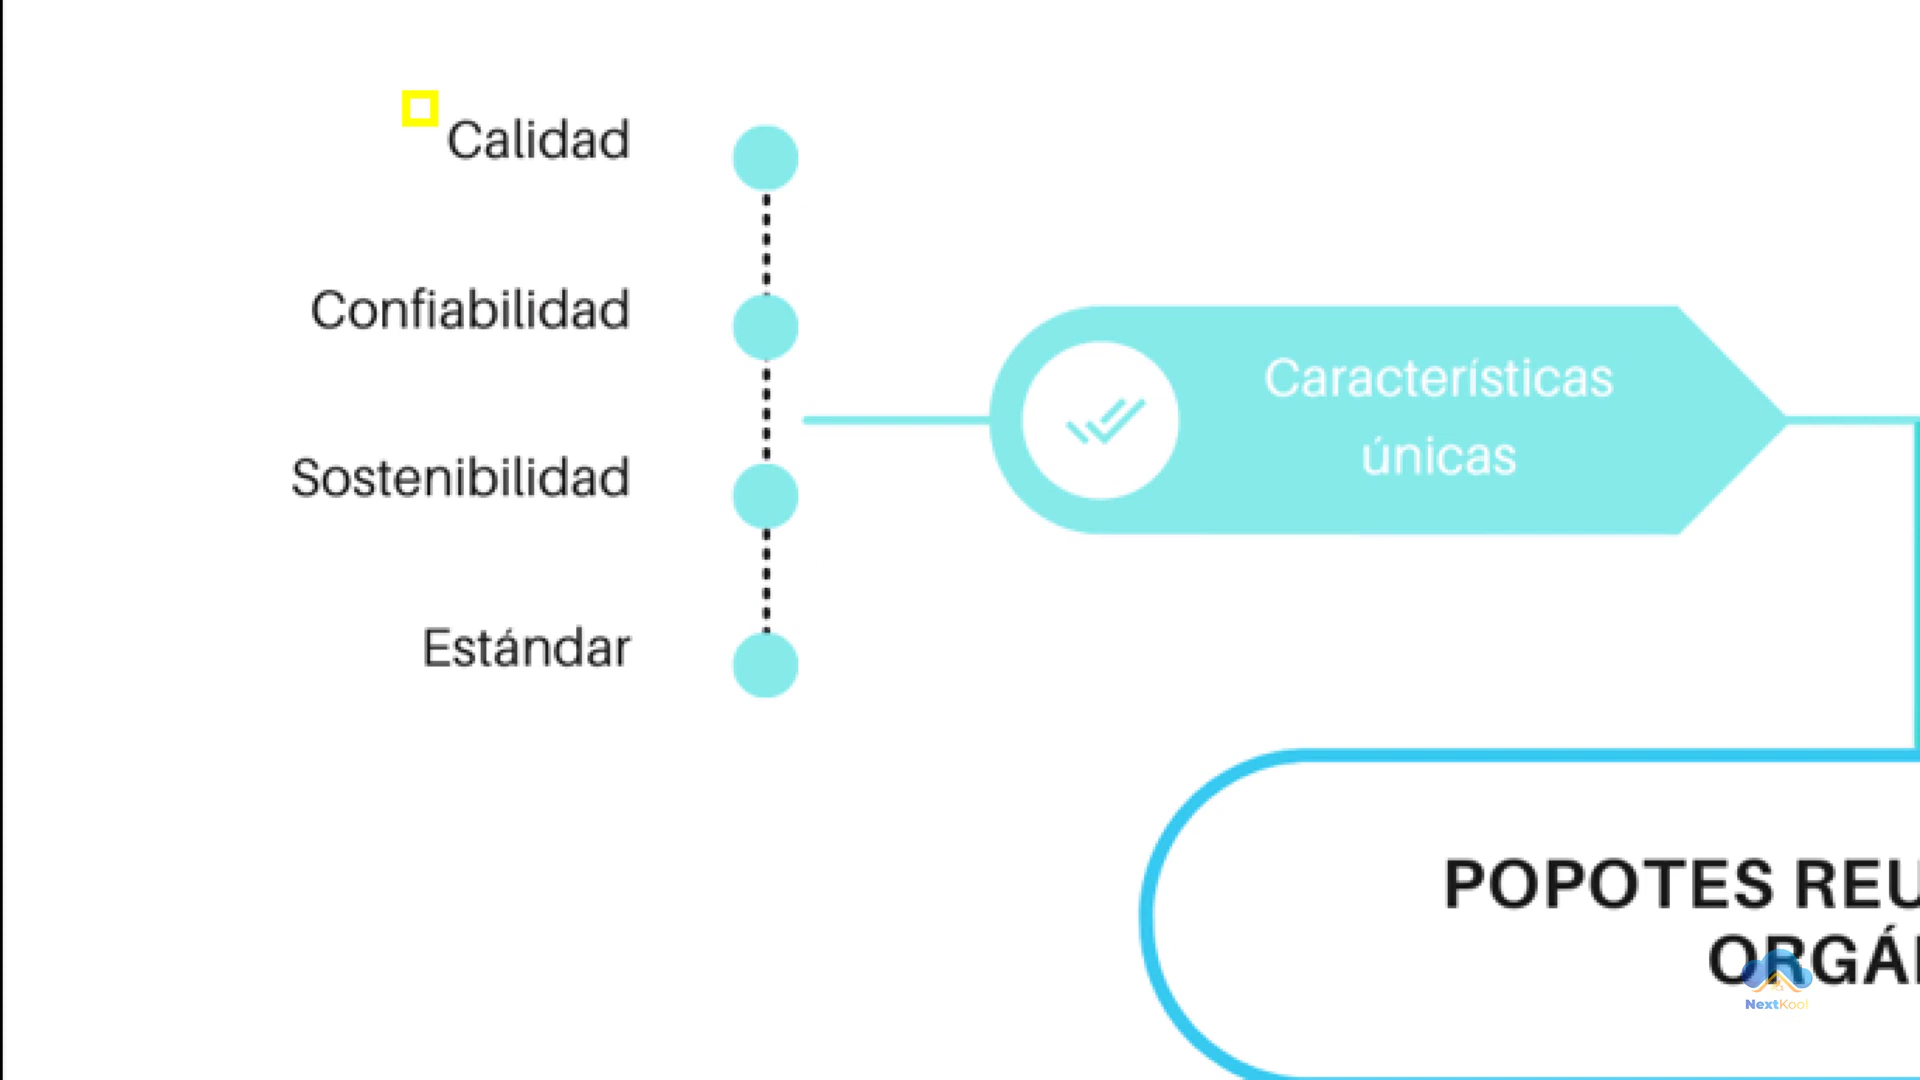 Calidad
Confiabilidad
Sostenibilidad
Estándar
Características
únicas
POPOTES REU
ORGÁ
NextKool